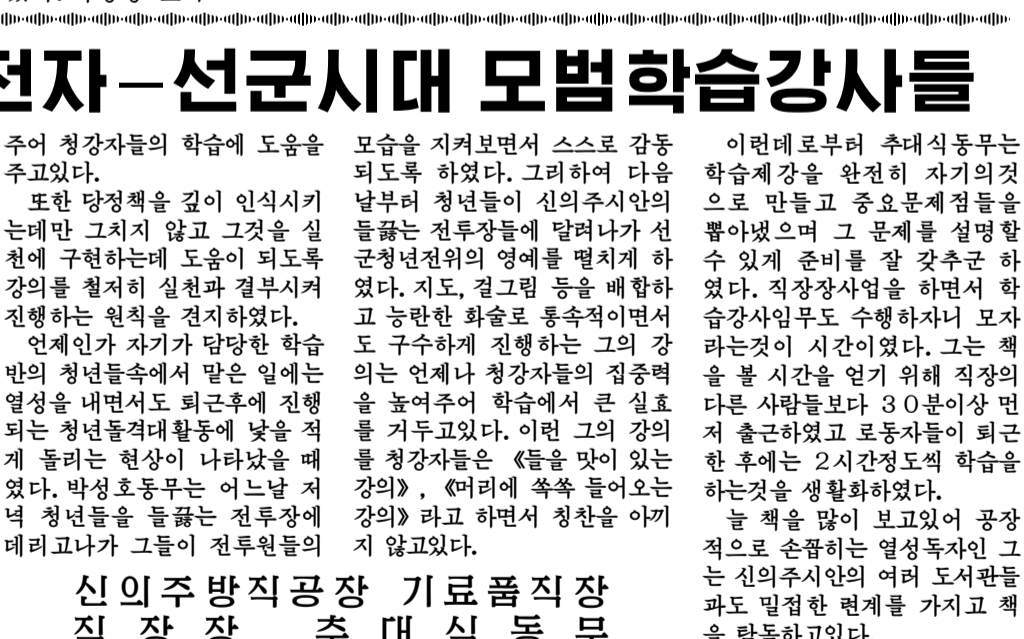 전자-선군시대 모범학습강사들
주어 청강자들의 학습에 도움을
주고있다.
또한 당정책을 깊이 인식시키
는데만 그치지 않고 그것을 실
천에 구현하는데 도움이 되도록
강의를 철저히 실천과 결부시켜
진행하는 원칙을 견지하였다.
언제인가 자기가 담당한 학습
반의 청년들속에서 맡은 일에는
열성을 내면서도 퇴근후에 진행
되는 청년돌격대활동에 낯을 적
게 돌리는 현상이 나타났을 때
였다. 박성호동무는 어느날 저
녁 청년들을 들끓는 전투장에
데리고나가 그들이 전투원들의
모습을 지켜보면서 스스로 감동
되도록 하였다. 그리하여 다음
날부터 청년들이 신의주시안의
들끓는 전투장들에 달려나가 선
군청년전위의 영예를 떨치게 하
였다. 지도, 걸그림 등을 배합하
고 능란한 화술로 통속적이면서
도 구수하게 진행하는 그의 강
의는 언제나 청강자들의 집중력
을 높여주어 학습에서 큰 실효
를 거두고있다. 이런 그의 강의
를 청강자들은 《들을 맛이 있는
강의》, 《머리에 쏙쏙 들어오는
강의》라고 하면서 칭찬을 아끼
지 않고있다.
신의주방직공장 기료품직장
직장장 추대식동무
이런데로부터 추대식동무는
학습제강을 완전히 자기의것
으로 만들고 중요문제점들을
뽑아냈으며 그 문제를 설명할
수 있게 준비를 잘 갖추군 하
였다. 직장장사업을 하면서 학
습강사임무도 수행하자니 모자
라는것이 시간이였다. 그는 책
을 볼 시간을 얻기 위해 직장의
다른 사람들보다 30분이상 먼
저 출근하였고 로동자들이 퇴근
한 후에는 2시간정도씩 학습을
하는것을 생활화하였다.
늘 책을 많이 보고있어 공장
적으로 손꼽히는 열성독자인 그
는 신의주시안의 여러 도서관들
과도 밀접한 련계를 가지고 책
을 탐독하고있다.